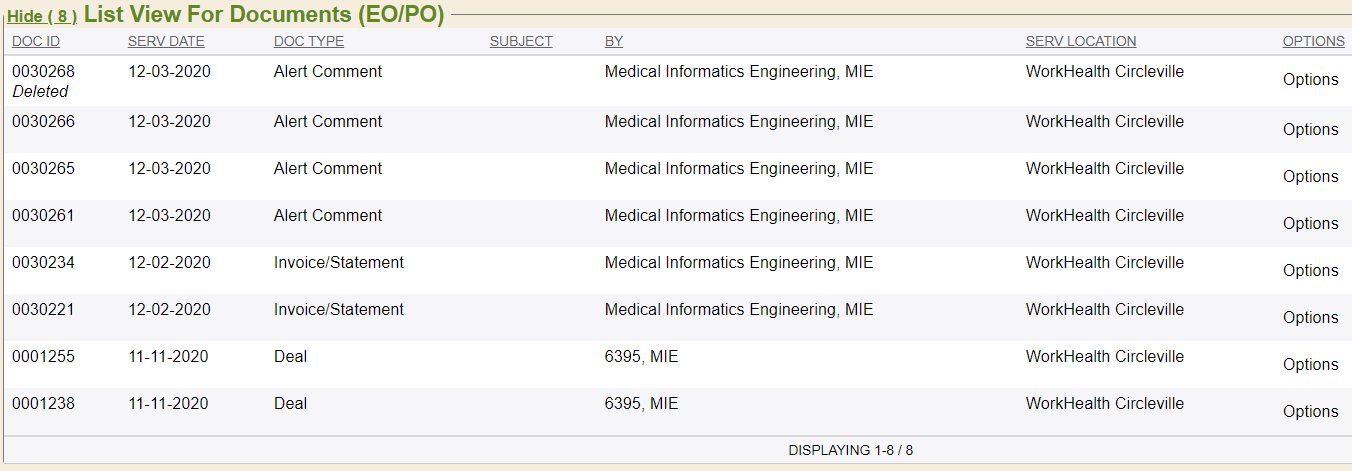 Hide ( 8 ) List View For Documents (EO/PO)
DOC ID SERV DATE DOC TYPE SUBJECT BY SERV LOCATION OPTIONS
0030268 12-03-2020 Alert Comment Medical Informatics Engineering, MIE WorkHealth Circleville Options
Deleted
0030266 12-03-2020 Alert Comment Medical Informatics Engineering, MIE WorkHealth Circleville Options
0030265 12-03-2020 Alert Comment Medical Informatics Engineering, MIE WorkHealth Circleville Options
0030261 12-03-2020 Alert Comment Medical Informatics Engineering, MIE WorkHealth Circleville Options
0030234 12-02-2020 Invoice/Statement Medical Informatics Engineering, MIE WorkHealth Circleville Options
0030221 12-02-2020 Invoice/Statement Medical Informatics Engineering, MIE WorkHealth Circleville Options
0001255 11-11-2020 Deal 6395, MIE WorkHealth Circleville Options
0001238 11-11-2020 Deal 6395, MIE WorkHealth Circleville Options
DISPLAYING 1-8 / 8